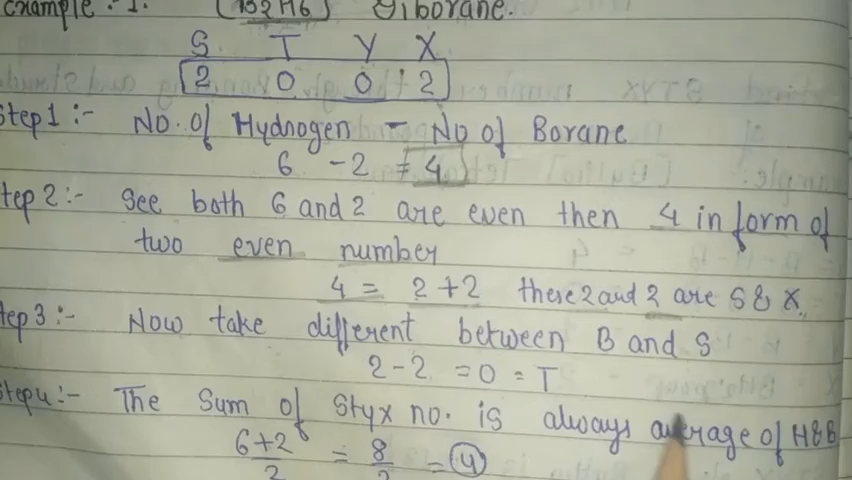 Example :- 1. (B2H6) Diborane.
S T Y X
2 0 0 2
Step 1 :- No. of Hydrogen - No of Borane
6 - 2 = 4
Step 2 :- See both 6 and 2 are even then 4 in form of
two even number
4 = 2 + 2 there 2 and 2 are S & X.
Step 3 :- Now take different between B and S
2 - 2 = 0 = T
Step 4 :- The Sum of Styx no. is always average of H&B
6+2/2 = 8/2 = 4